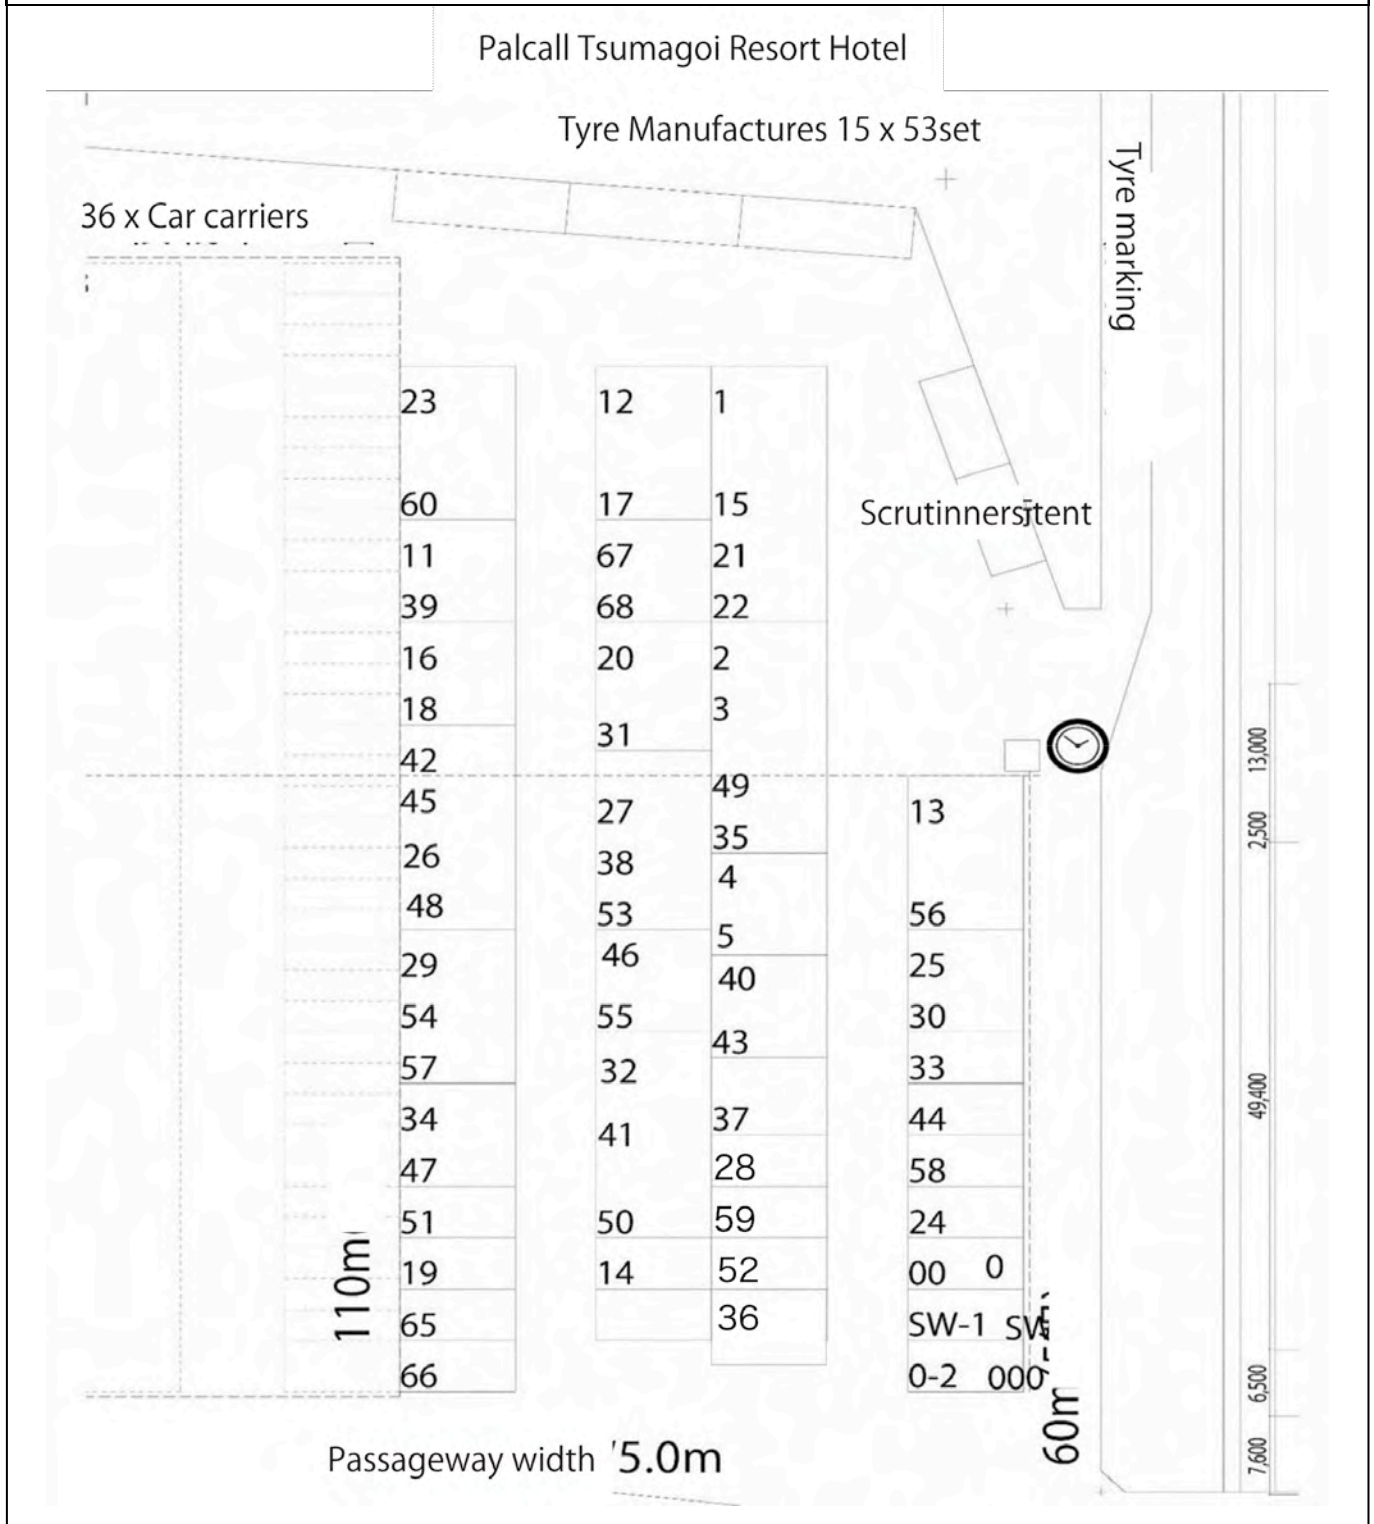 Palcall Tsumagoi Resort Hotel
Tyre Manufactures 15 x 53set
Tyre marking
36 x Car carriers
23 12 1
60 17 15
Scrutinners tent
11 67 21
39 68 22
16 20 2
18 3
31
42
49
45 27 13
35
26 38 4
48 53 56
5
29 46 40 25
54 55 30
43
57 32 33
34 41 37 44
47 28 58
51 50 59 24
19 14 52 00 0
65 36 SW-1
66 0-2 000
110m
60m
Passageway width 5.0m
13,000
2,500
49,400
6,500
7,600